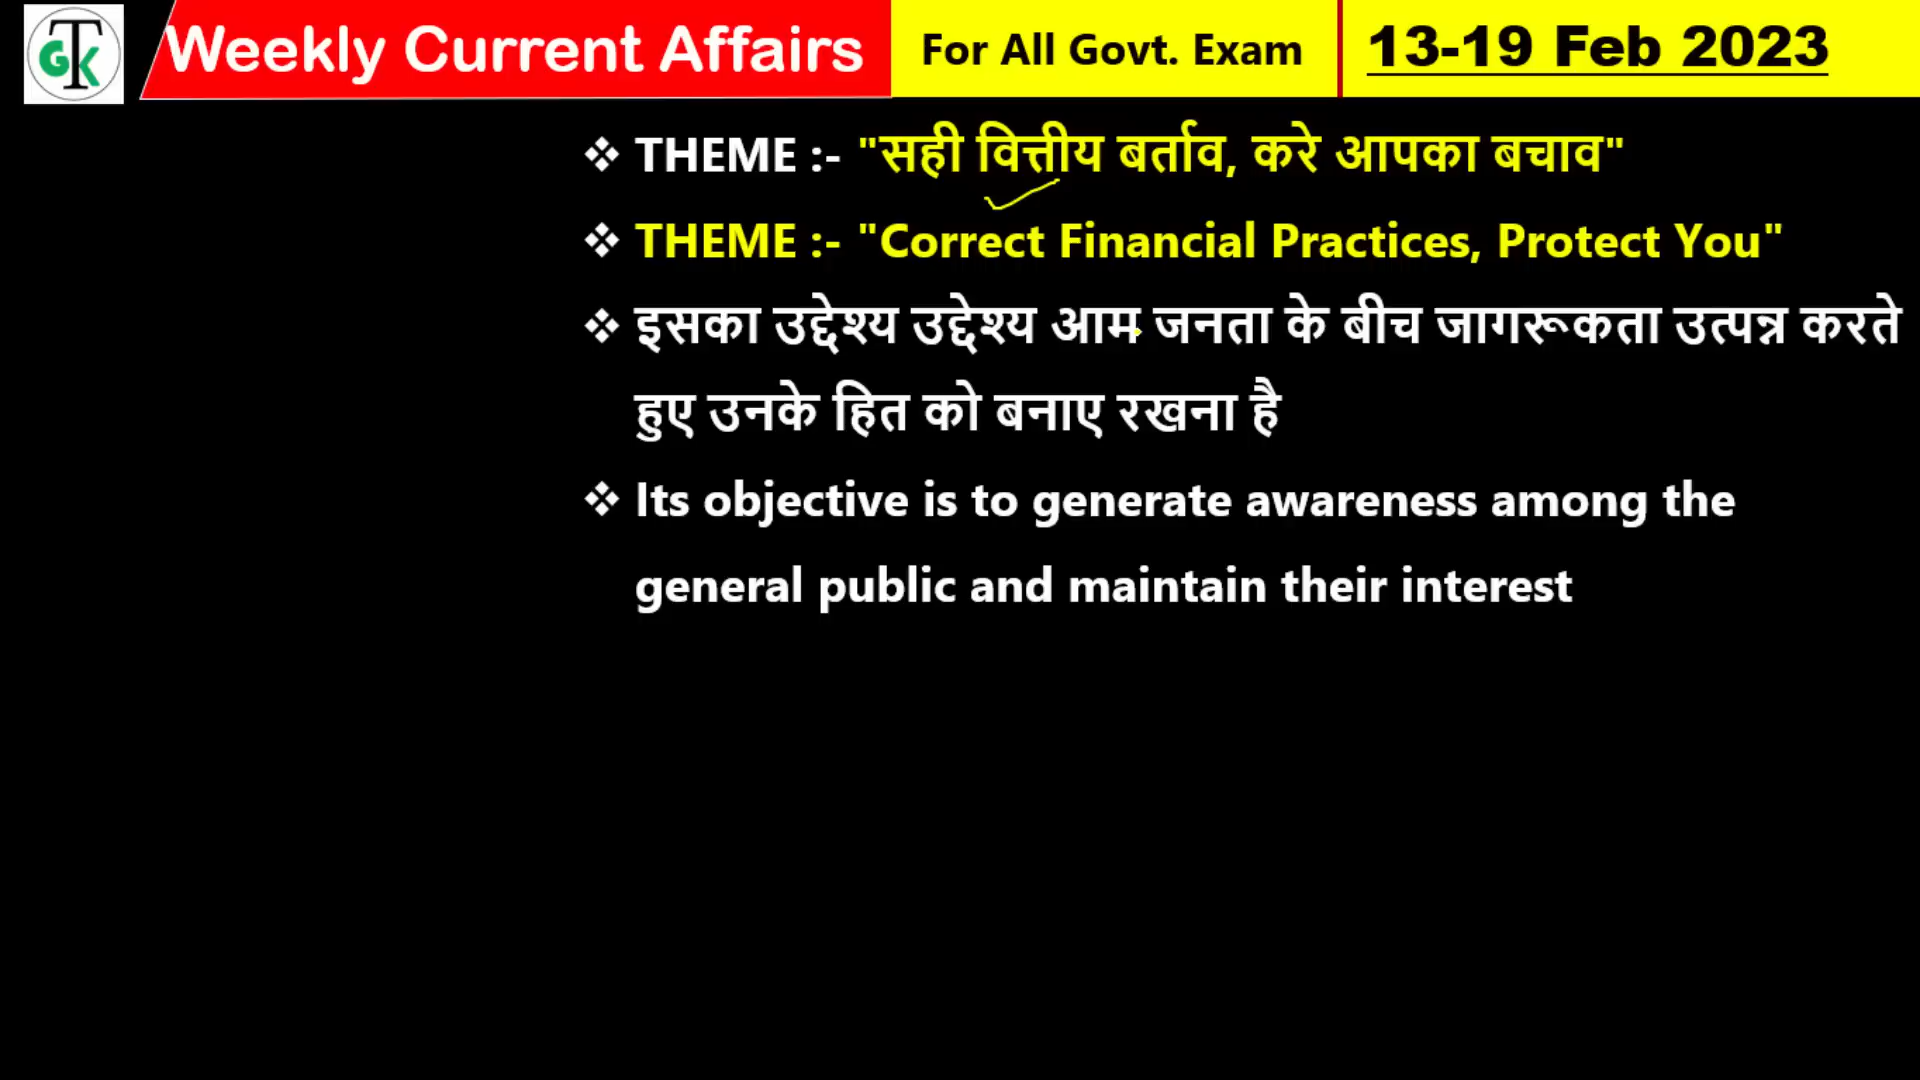 GTK
Weekly Current Affairs
For All Govt. Exam
13-19 Feb 2023
❖ THEME :- "सही वित्तीय बर्ताव, करे आपका बचाव"
❖ THEME :- "Correct Financial Practices, Protect You"
❖ इसका उद्देश्य उद्देश्य आम जनता के बीच जागरूकता उत्पन्न करते
हुए उनके हित को बनाए रखना है
❖ Its objective is to generate awareness among the
general public and maintain their interest